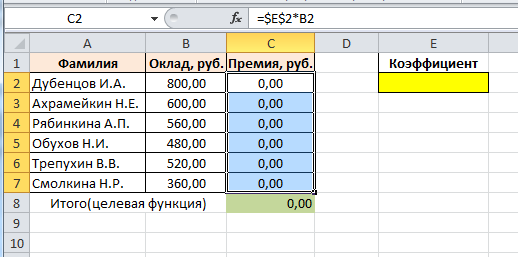 C2 fx =$E$2*B2
A B C D E
1 Фамилия Оклад, руб. Премия, руб. Коэффициент
2 Дубенцов И.А. 800,00 0,00
3 Ахрамейкин Н.Е. 600,00 0,00
4 Рябинкина А.П. 560,00 0,00
5 Обухов Н.И. 480,00 0,00
6 Трепухин В.В. 520,00 0,00
7 Смолкина Н.Р. 360,00 0,00
8 Итого(целевая функция) 0,00
9
10